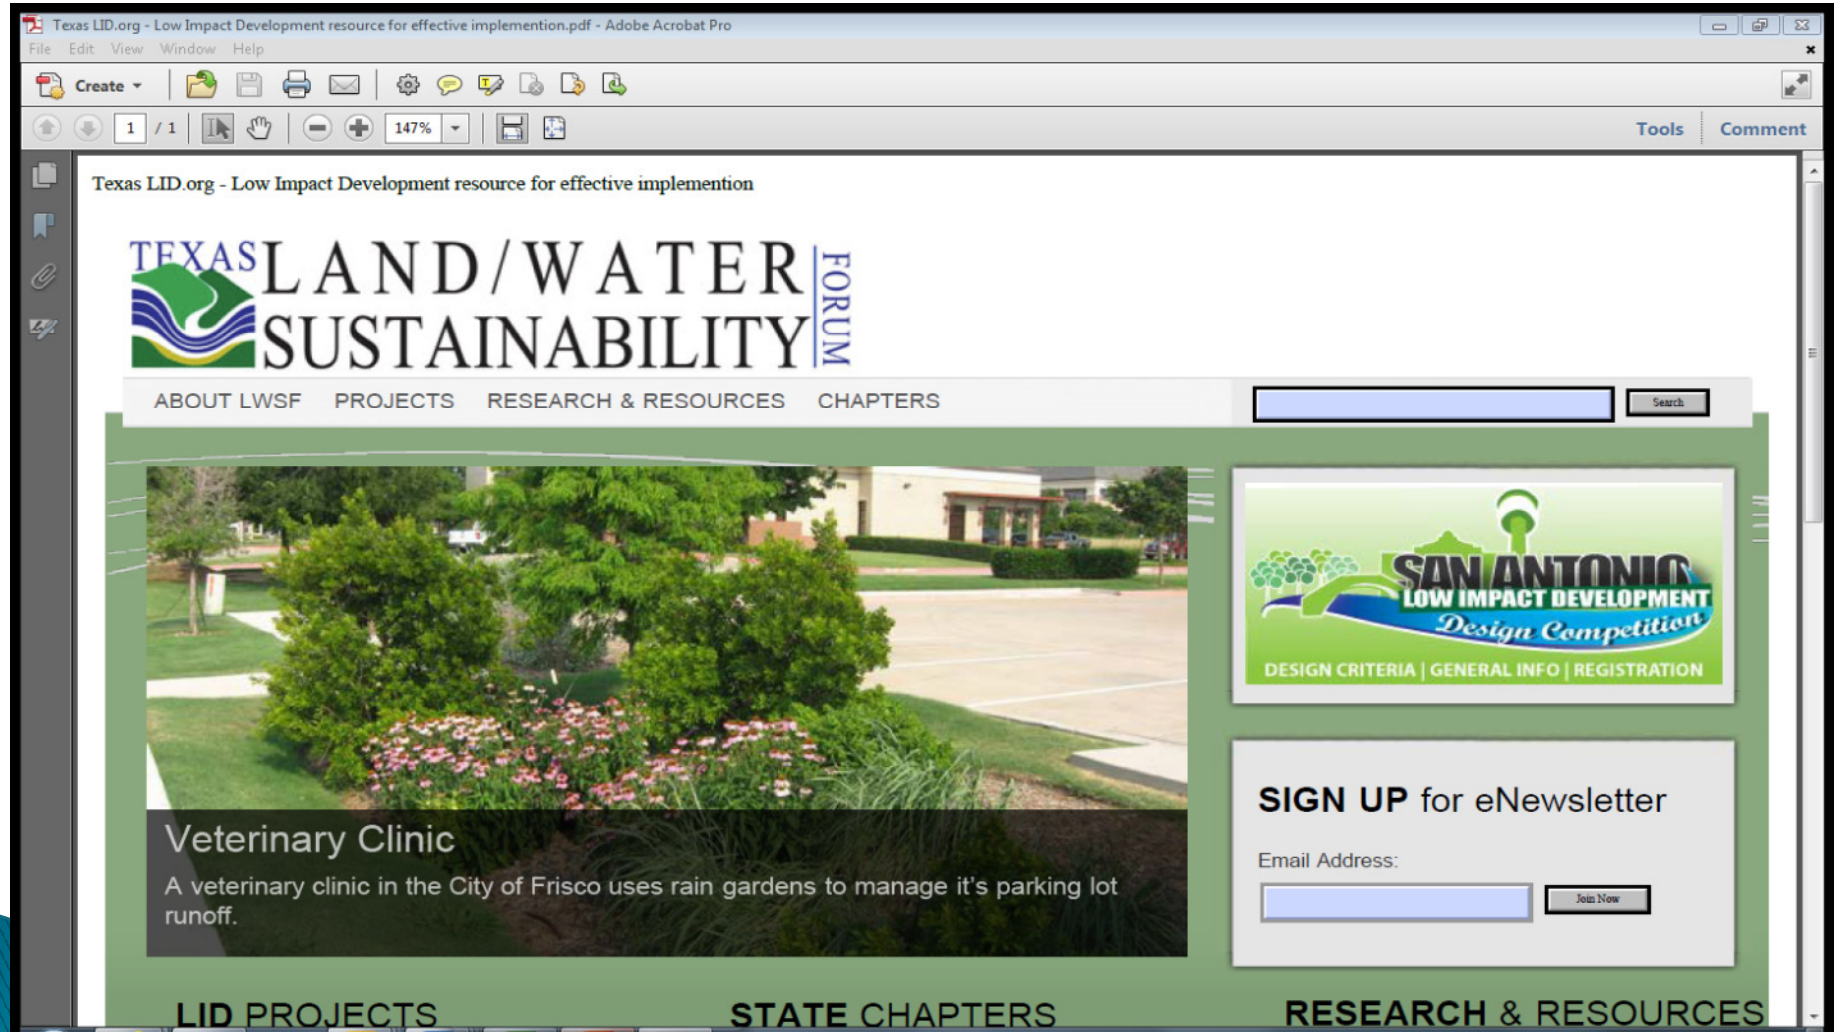 Texas LID.org - Low Impact Development resource for effective implemention.pdf - Adobe Acrobat Pro
File Edit View Window Help
Create
1 / 1 147% Tools Comment
Texas LID.org - Low Impact Development resource for effective implemention
TEXAS LAND/WATER SUSTAINABILITY FORUM
ABOUT LWSF PROJECTS RESEARCH & RESOURCES CHAPTERS Search
SAN ANTONIO
LOW IMPACT DEVELOPMENT
Design Competition
DESIGN CRITERIA | GENERAL INFO | REGISTRATION
Veterinary Clinic
A veterinary clinic in the City of Frisco uses rain gardens to manage it's parking lot
runoff.
SIGN UP for eNewsletter
Email Address:
Join Now
LID PROJECTS STATE CHAPTERS RESEARCH & RESOURCES